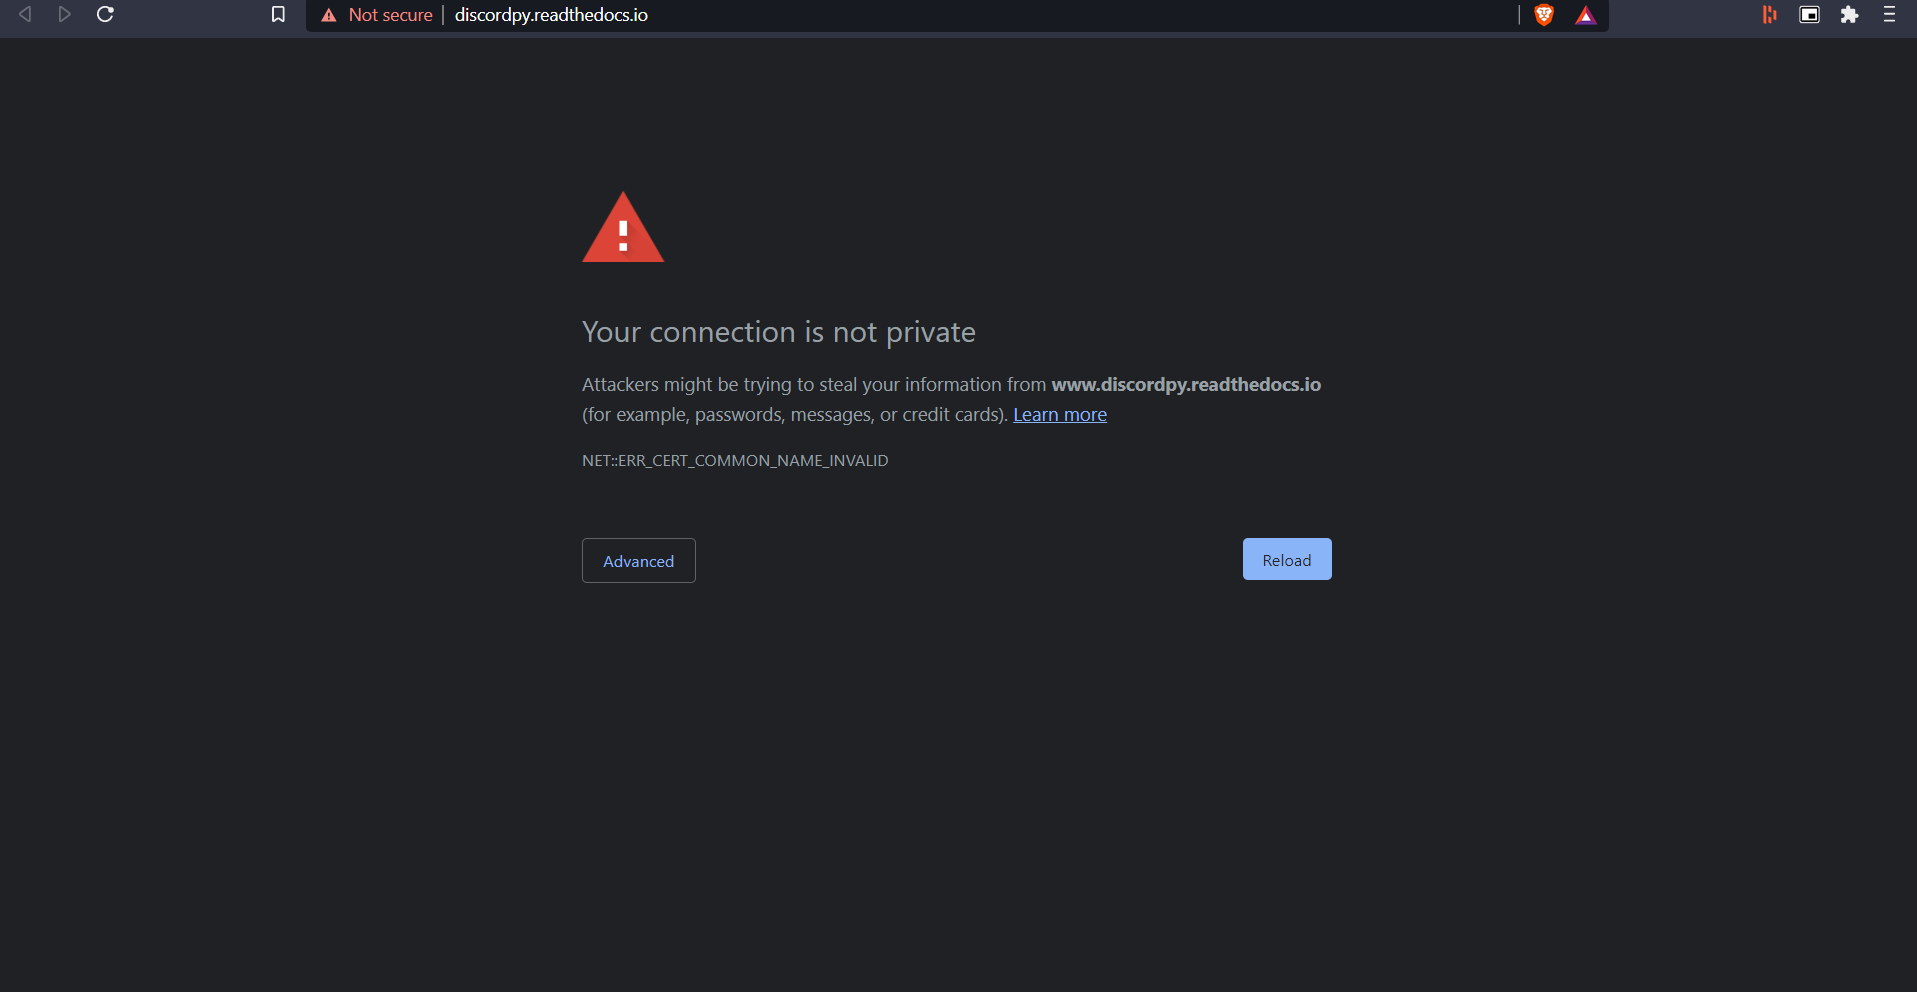 Not secure | discordpy.readthedocs.io
Your connection is not private
Attackers might be trying to steal your information from www.discordpy.readthedocs.io
(for example, passwords, messages, or credit cards). Learn more
NET::ERR_CERT_COMMON_NAME_INVALID
Advanced
Reload